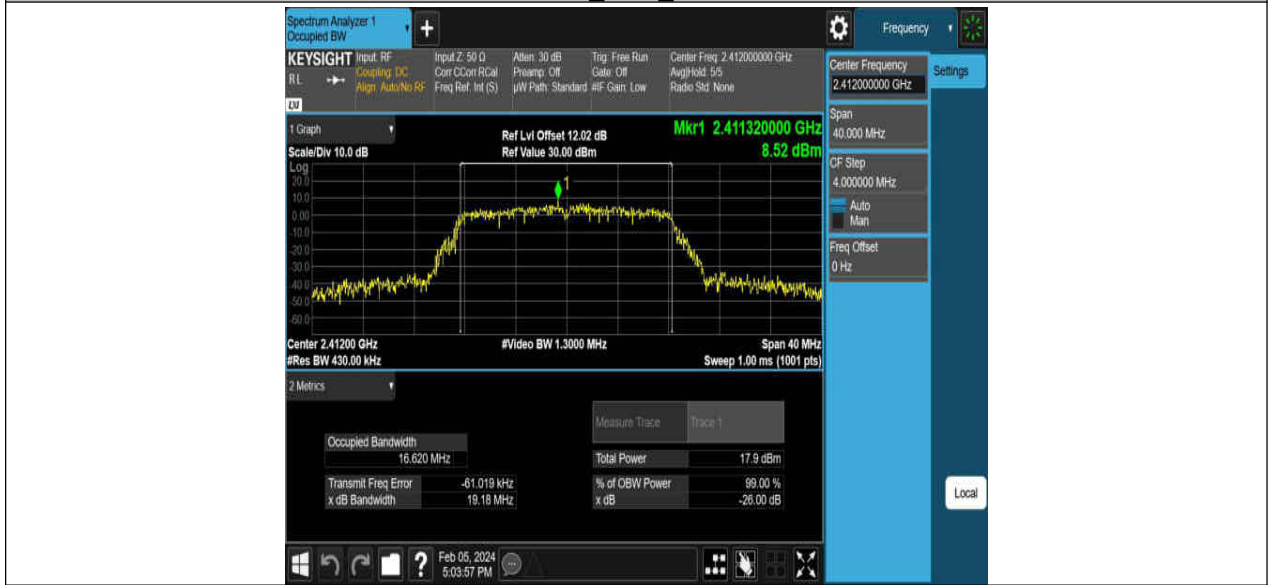 Spectrum Analyzer 1
Occupied BW
+
Frequency
KEYSIGHT
RL
LXI
Input: RF
Coupling: DC
Align: Auto/No RF
Input Z: 50 Ω
Corr CCorr RCal
Freq Ref: Int (S)
Atten: 30 dB
Preamp: Off
µW Path: Standard
Trig: Free Run
Gate: Off
#IF Gain: Low
Center Freq: 2.412000000 GHz
Avg|Hold: 5/5
Radio Std: None
Center Frequency
2.412000000 GHz
Settings
Span
40.000 MHz
CF Step
4.000000 MHz
Auto
Man
Freq Offset
0 Hz
1 Graph
Scale/Div 10.0 dB
Ref Lvl Offset 12.02 dB
Ref Value 30.00 dBm
Mkr1 2.411320000 GHz
8.52 dBm
Log
20.0
10.0
0.00
-10.0
-20.0
-30.0
-40.0
-50.0
-60.0
1
Center 2.41200 GHz
#Res BW 430.00 kHz
#Video BW 1.3000 MHz
Span 40 MHz
Sweep 1.00 ms (1001 pts)
2 Metrics
Measure Trace Trace 1
Occupied Bandwidth
16.620 MHz
Total Power 17.9 dBm
Transmit Freq Error -61.019 kHz
% of OBW Power 99.00 %
x dB Bandwidth 19.18 MHz
x dB -26.00 dB
Local
?
Feb 05, 2024
5:03:57 PM